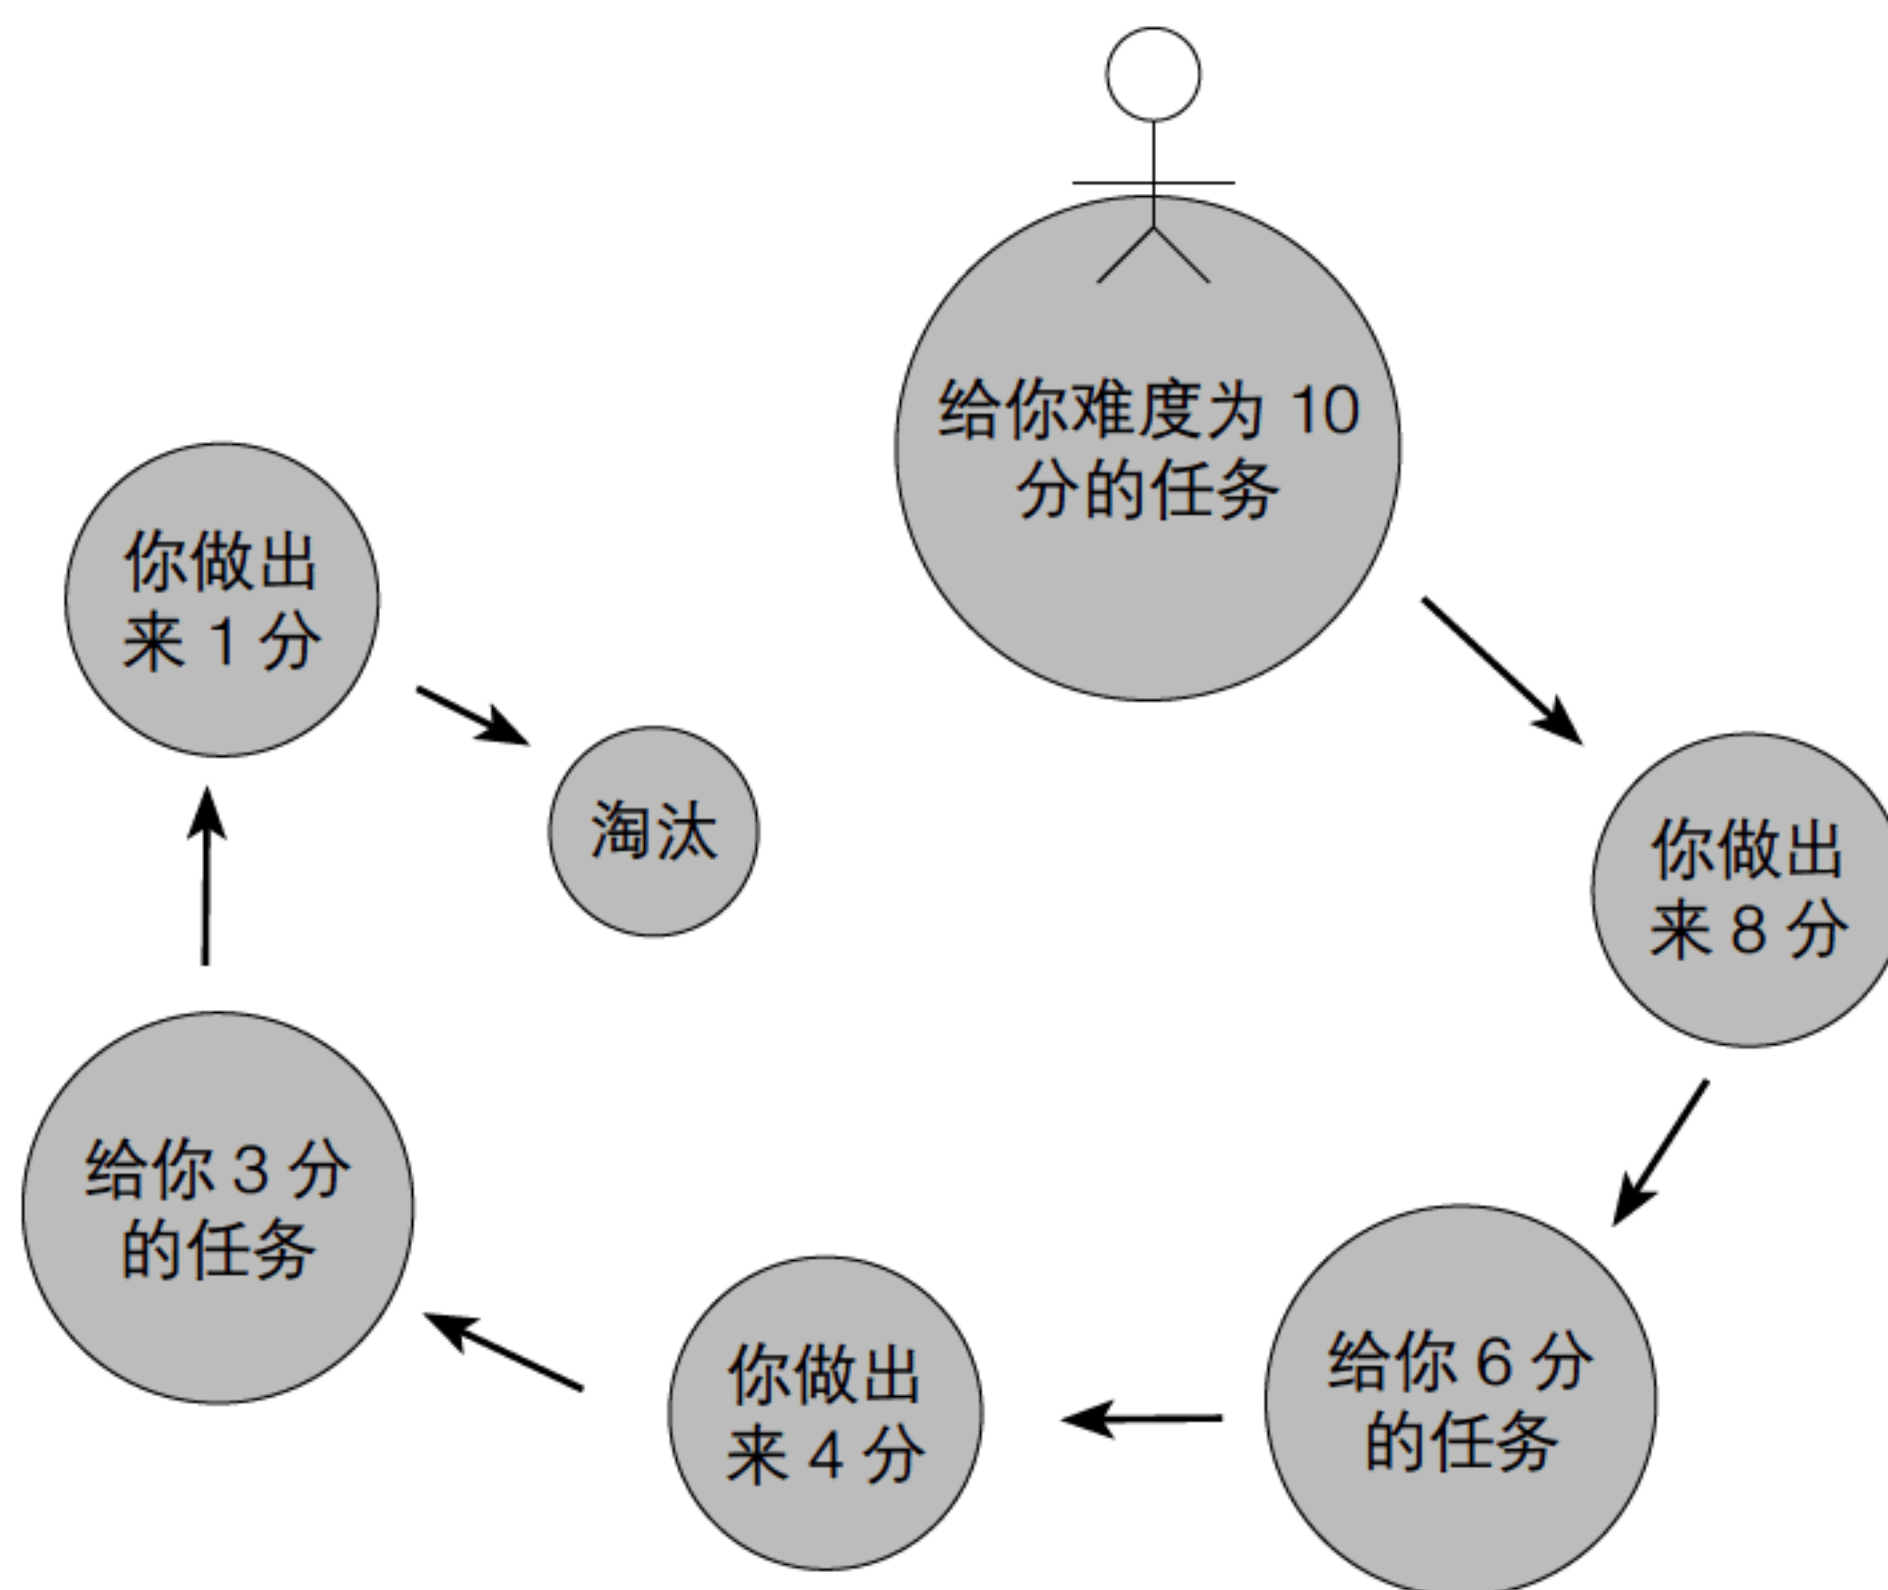 给你难度为 10
分的任务
你做出
来 8 分
给你 6 分
的任务
你做出
来 4 分
给你 3 分
的任务
你做出
来 1 分
淘汰